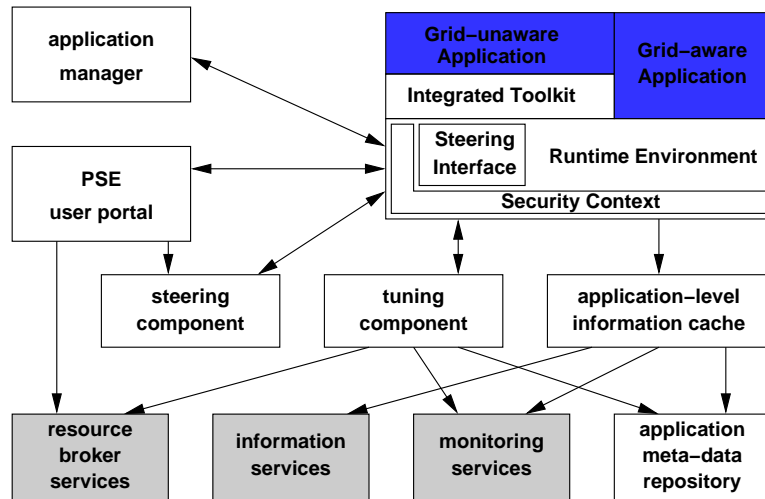 application
manager
Grid−unaware
Application
Grid−aware
Application
Integrated Toolkit
Steering
Interface
Runtime Environment
Security Context
PSE
user portal
steering
component
tuning
component
application−level
information cache
resource
broker
services
information
services
monitoring
services
application
meta−data
repository